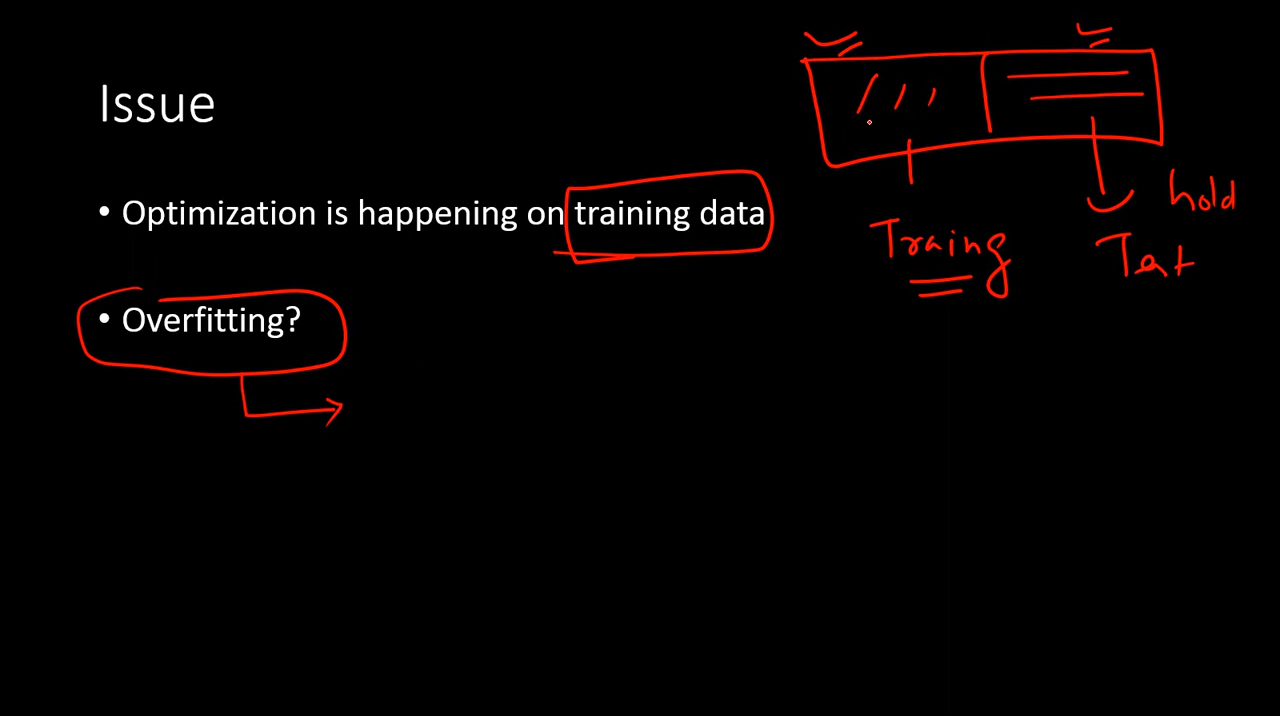 Issue
• Optimization is happening on training data
• Overfitting?
Traing
hold
Test